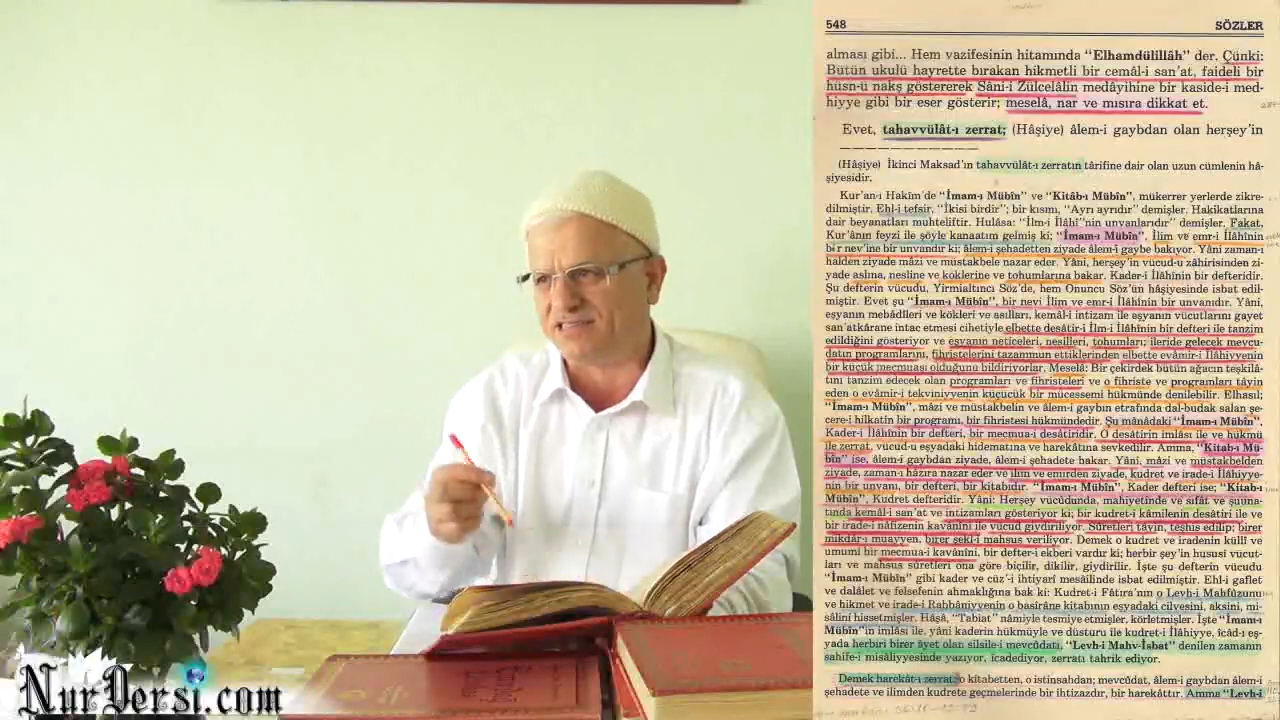 548 SÖZLER
alması gibi... Hem vazifesinin hitamında "Elhamdülillâh" der. Çünki:
Bütün ukulü hayrette bırakan hikmetli bir cemâl-i san'at, faideli bir
hüsn-ü nakş göstererek Sâni-i Zülcelâlin medâyihine bir kaside-i med-
hiyye gibi bir eser gösterir; meselâ, nar ve mısıra dikkat et.
Evet, tahavvülât-ı zerrat; (Hâşiye) âlem-i gaybdan olan herşey'in
(Hâşiye) İkinci Maksad'ın tahavvülât-ı zerratın târifine dair olan uzun cümlenin hâ-
şiyesidir.
Kur'an-ı Hakîm'de "İmam-ı Mübîn" ve "Kitâb-ı Mübîn", mükerrer yerlerde zikre-
dilmiştir. Ehl-i tefsir, "İkisi birdir"; bir kısmı, "Ayrı ayrıdır" demişler. Hakikatlarına
dair beyanatları muhteliftir. Hulâsa: "İlm-i İlâhî"nin unvanlarıdır" demişler. Fakat,
Kur'ânın feyzi ile şöyle kanaatım gelmiş ki; "İmam-ı Mübîn", İlim ve emr-i İlâhînin
bir nev'ine bir unvandır ki; âlem-i şehadetten ziyade âlem-i gaybe bakıyor. Yâni zaman-ı
halden ziyade mâzi ve müstakbele nazar eder. Yâni, herşey'in vücud-u zâhirisinden zi-
yade aslına, nesline ve köklerine ve tohumlarına bakar. Kader-i İlâhînin bir defteridir.
Şu defterin vücudu, Yirmialtıncı Söz'de, hem Onuncu Söz'ün hâşiyesinde isbat edil-
miştir. Evet şu "İmam-ı Mübîn", bir nevi İlim ve emr-i İlâhînin bir unvanıdır. Yâni,
eşyanın mebâdîleri ve kökleri ve asılları, kemâl-i intizam ile eşyanın vücutlarını gayet
san'atkârane intac etmesi cihetiyle elbette desâtir-i İlm-i İlâhînin bir defteri ile tanzim
edildiğini gösteriyor ve eşyanın neticeleri, nesilleri, tohumları; ileride gelecek mevcu-
datın programlarını, fihristelerini tazammun ettiklerinden elbette evâmir-i İlâhiyyenin
bir küçük mecmuası olduğunu bildiriyorlar. Meselâ: Bir çekirdek bütün ağacın teşkilâ-
tını tanzim edecek olan programları ve fihristeleri ve o fihriste ve programları tâyin
eden o evâmir-i tekviniyyenin küçücük bir mücessemi hükmünde denilebilir. Elhasıl;
"İmam-ı Mübîn", mâzi ve müstakbelin ve âlem-i gaybın etrafında dal-budak salan şe-
cere-i hilkatin bir programı, bir fihristesi hükmündedir. Şu mânadaki "İmam-ı Mübîn",
Kader-i İlâhînin bir defteri, bir mecmua-i desâtiridir. O desâtirin imlâsı ile ve hükmü
ile zerrat, vücud-u eşyadaki hidematına ve harekâtına sevkedilir. Amma, "Kitab-ı Mü-
bîn" ise, âlem-i gaybdan ziyade, âlem-i şehadete bakar. Yâni, mâzi ve müstakbelden
ziyade, zaman-ı hâzıra nazar eder ve ilim ve emirden ziyade, kudret ve irade-i İlâhiyye-
nin bir unvanı, bir defteri, bir kitabıdır. "İmam-ı Mübîn", Kader defteri ise; "Kitab-ı
Mübîn", Kudret defteridir. Yâni: Herşey vücudunda, mahiyetinde ve sıfât ve şuûna-
tında kemâl-i san'at ve intizamları gösteriyor ki; bir kudret-i kâmilenin desâtiri ile ve
bir irade-i nâfizenin kavânîni ile vücud giydiriliyor. Sûretleri tâyin, teşhis edilip; birer
mikdâr-ı muayyen, birer şekl-i mahsus veriliyor. Demek o kudret ve iradenin küllî ve
umumî bir mecmua-i kavânîni, bir defter-i ekberi vardır ki; herbir şey'in hususî vücut-
ları ve mahsus sûretleri ona göre biçilir, dikilir, giydirilir. İşte şu defterin vücudu
"İmam-ı Mübîn" gibi kader ve cüz'-i ihtiyarî mesâilinde isbat edilmiştir. Ehl-i gaflet
ve dalâlet ve felsefenin ahmaklığına bak ki: Kudret-i Fâtıra'nın o Levh-i Mahfûzunu
ve hikmet ve irade-i Rabbâniyyenin o basîrâne kitabının eşyadaki cilvesini, aksini, mi-
sâlini hissetmişler. Hâşâ, "Tabiat" nâmiyle tesmiye etmişler, körletmişler. İşte "İmam-ı
Mübîn"in imlâsı ile, yâni kaderin hükmüyle ve düsturu ile kudret-i İlâhiyye, icâd-ı eş-
yada herbiri birer âyet olan silsile-i mevcûdatı, "Levh-i Mahv-İsbat" denilen zamanın
sahife-i misâliyyesinde yazıyor, icadediyor, zerratı tahrik ediyor.
Demek harekât-ı zerrat; o kitabetten, o istinsahdan; mevcûdat, âlem-i gaybdan âlem-i
şehadete ve ilimden kudrete geçmelerinde bir ihtizazdır, bir harekâttır. Amma "Levh-i
NurDersi.com